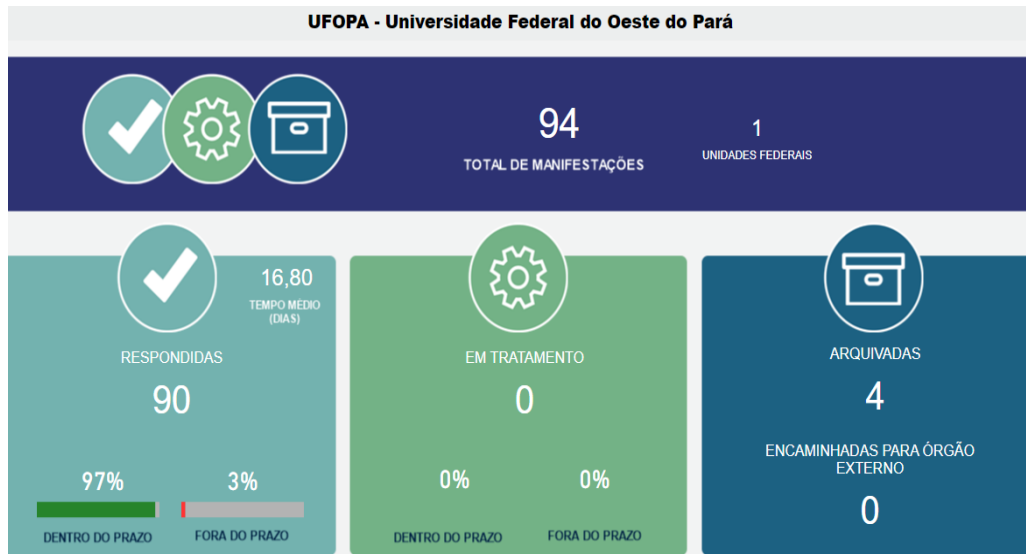 UFOPA - Universidade Federal do Oeste do Pará
94
TOTAL DE MANIFESTAÇÕES
1
UNIDADES FEDERAIS
16,80
TEMPO MÉDIO
(DIAS)
RESPONDIDAS
90
97%
3%
DENTRO DO PRAZO
FORA DO PRAZO
EM TRATAMENTO
0
0%
0%
DENTRO DO PRAZO
FORA DO PRAZO
ARQUIVADAS
4
ENCAMINHADAS PARA ÓRGÃO
EXTERNO
0